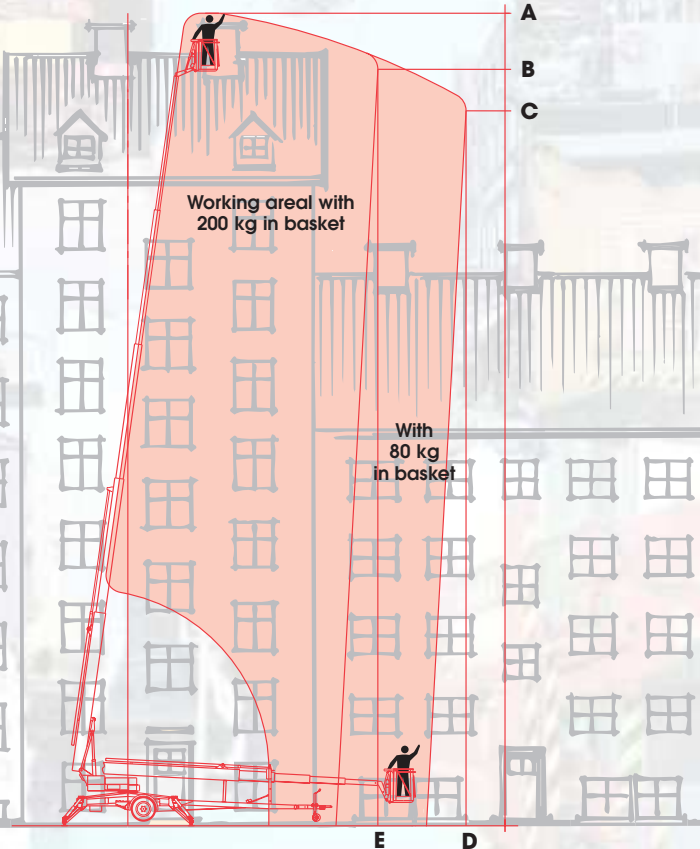 A
B
C
Working areal with
200 kg in basket
With
80 kg
in basket
E
D